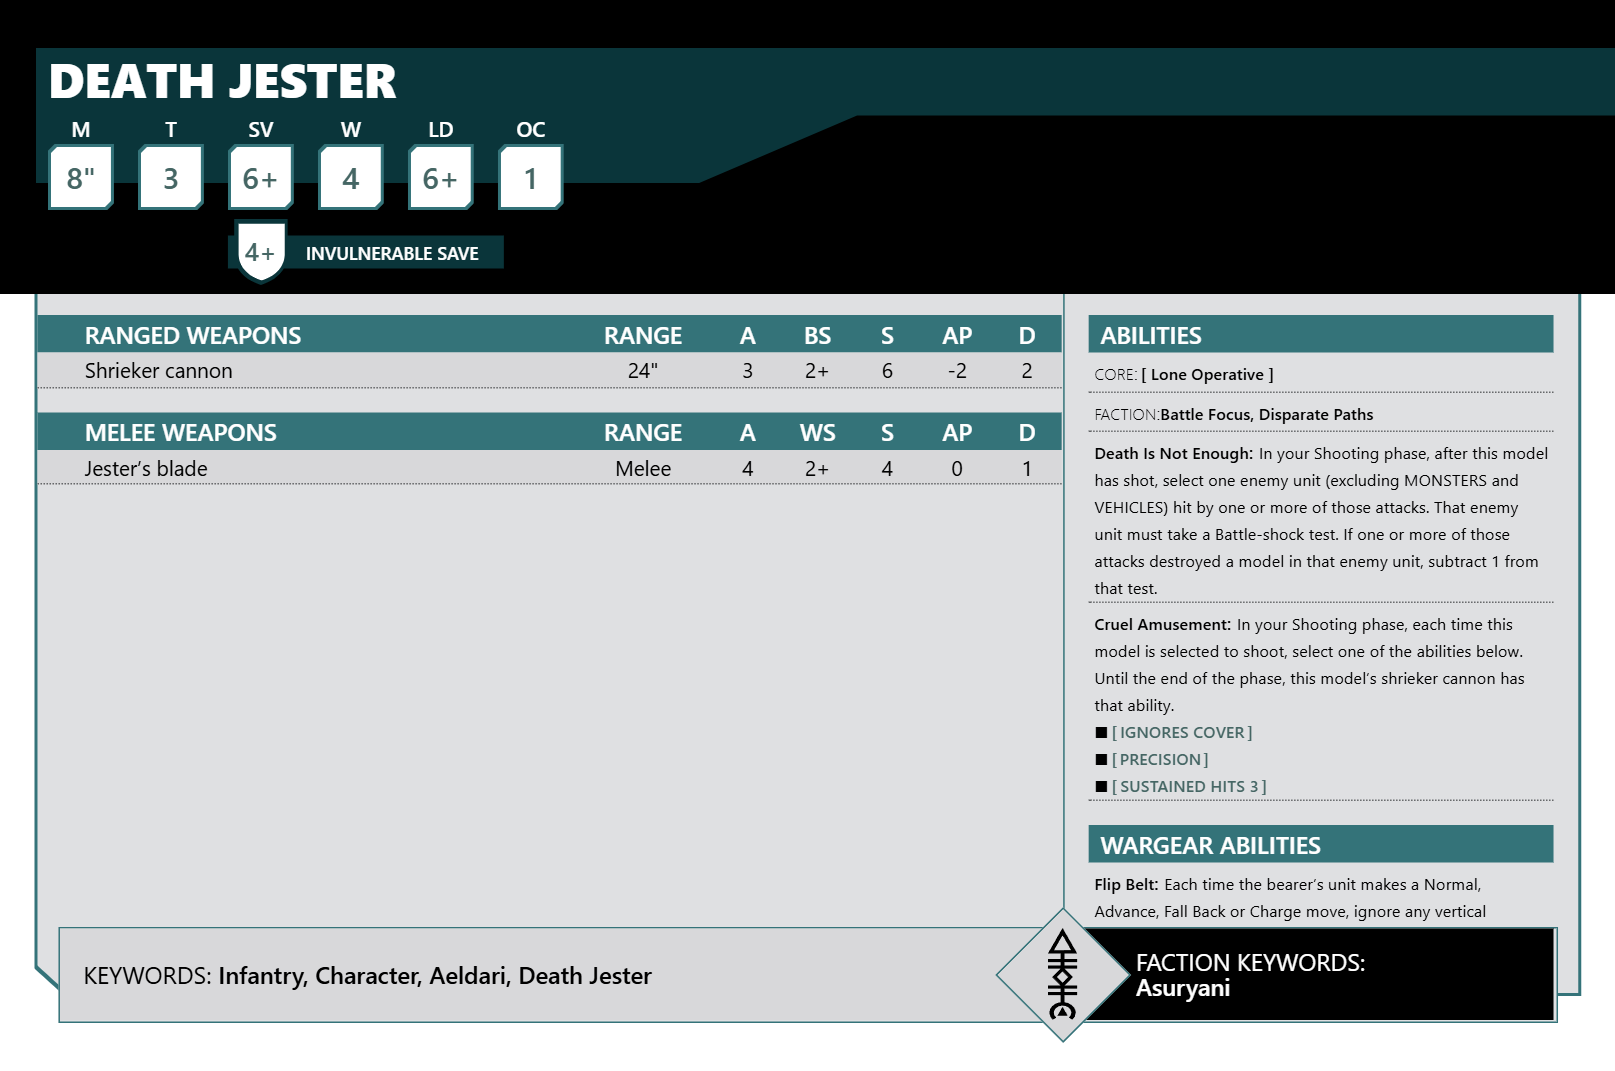 DEATH JESTER
M T SV W LD OC
8" 3 6+ 4 6+ 1
4+ INVULNERABLE SAVE
RANGED WEAPONS RANGE A BS S AP D
Shrieker cannon 24" 3 2+ 6 -2 2
MELEE WEAPONS RANGE A WS S AP D
Jester’s blade Melee 4 2+ 4 0 1
ABILITIES
CORE: [ Lone Operative ]
FACTION:Battle Focus, Disparate Paths
Death Is Not Enough: In your Shooting phase, after this model
has shot, select one enemy unit (excluding MONSTERS and
VEHICLES) hit by one or more of those attacks. That enemy
unit must take a Battle-shock test. If one or more of those
attacks destroyed a model in that enemy unit, subtract 1 from
that test.
Cruel Amusement: In your Shooting phase, each time this
model is selected to shoot, select one of the abilities below.
Until the end of the phase, this model’s shrieker cannon has
that ability.
■ [ IGNORES COVER ]
■ [ PRECISION ]
■ [ SUSTAINED HITS 3 ]
WARGEAR ABILITIES
Flip Belt: Each time the bearer’s unit makes a Normal,
Advance, Fall Back or Charge move, ignore any vertical
KEYWORDS: Infantry, Character, Aeldari, Death Jester
FACTION KEYWORDS:
Asuryani